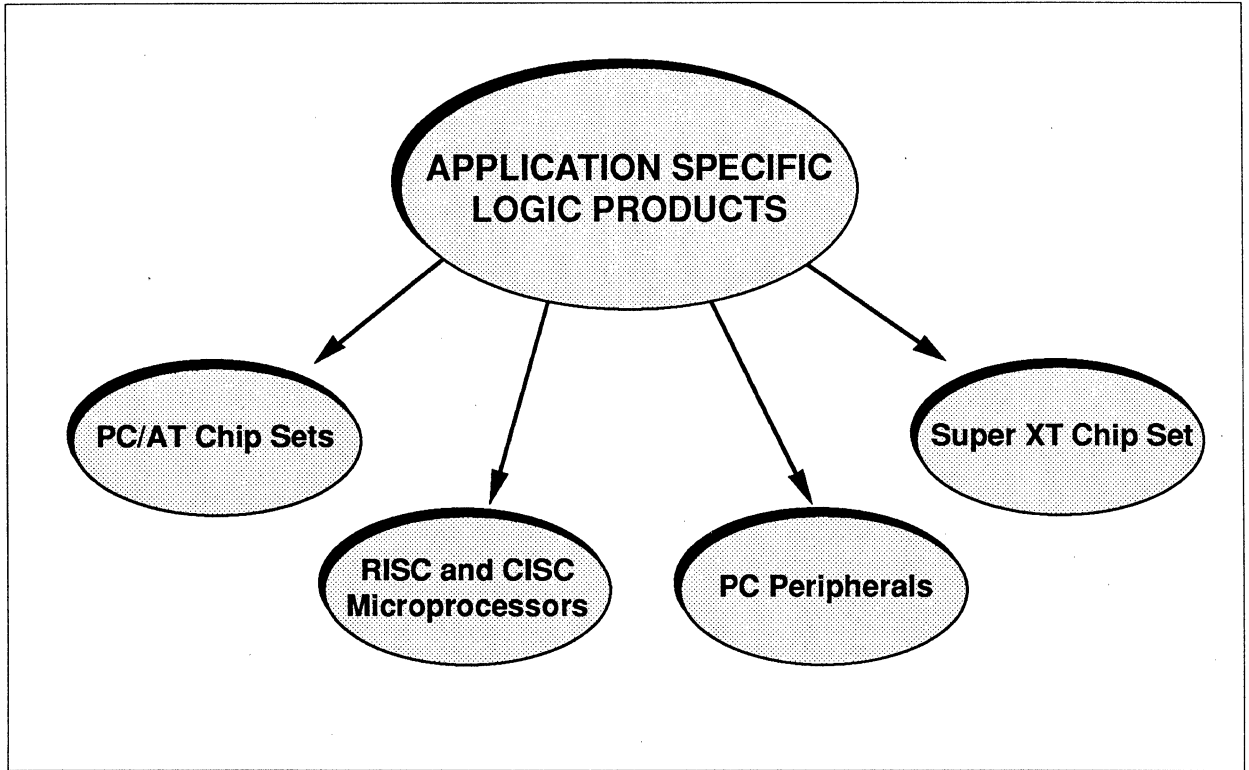 APPLICATION SPECIFIC
LOGIC PRODUCTS
PC/AT Chip Sets
Super XT Chip Set
RISC and CISC
Microprocessors
PC Peripherals